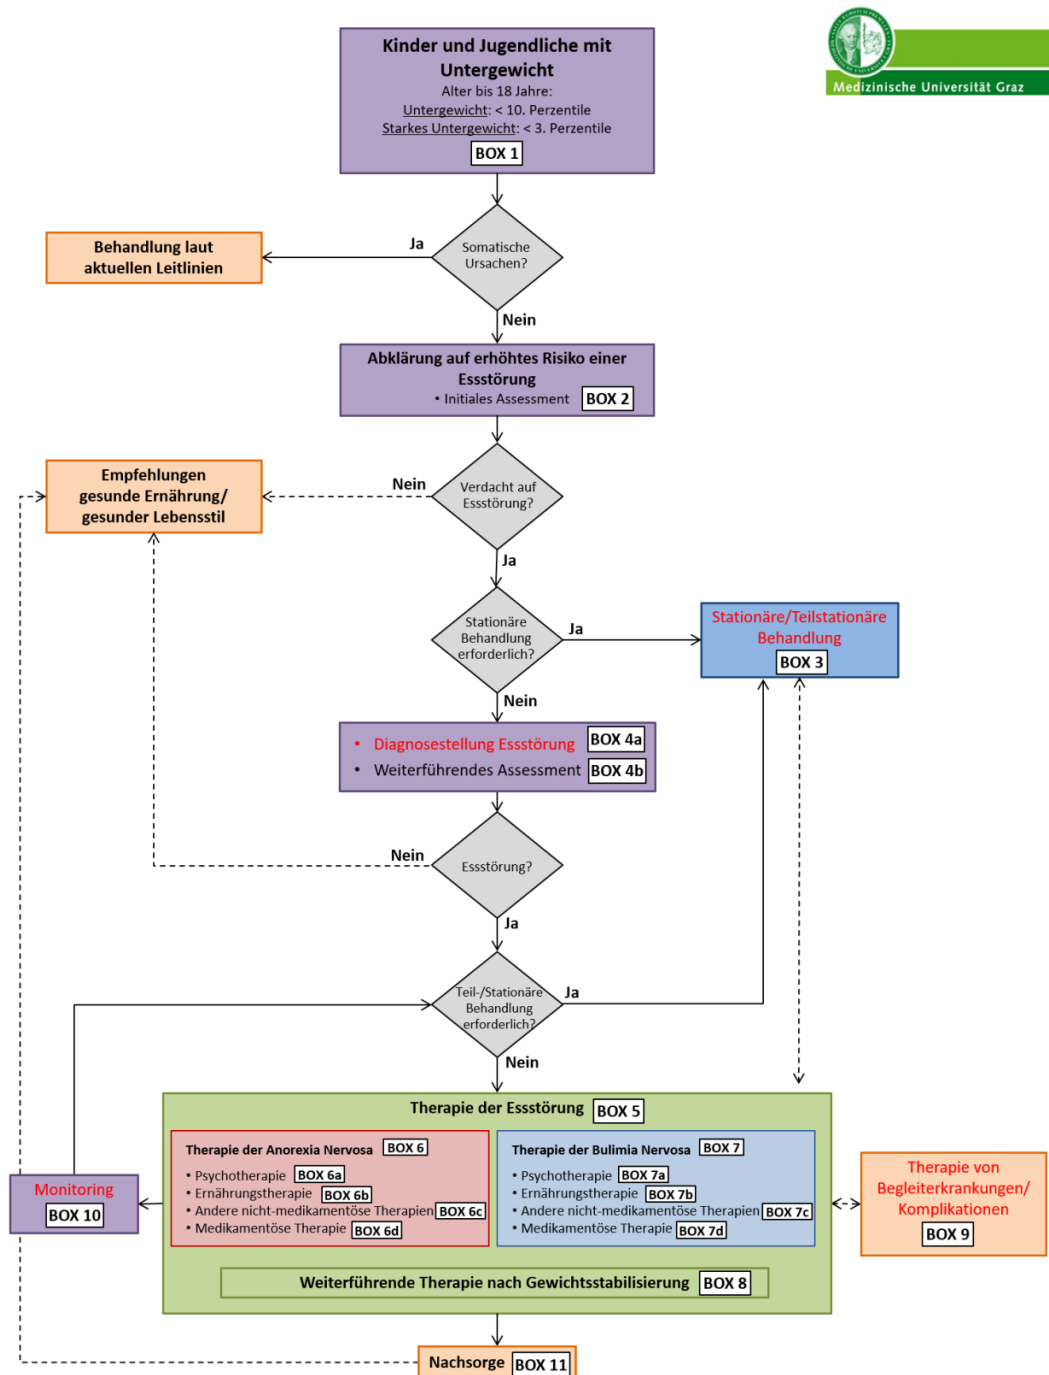 Kinder und Jugendliche mit
Untergewicht
Alter bis 18 Jahre:
Untergewicht: < 10. Perzentile
Starkes Untergewicht: < 3. Perzentile
BOX 1
Medizinische Universität Graz
Somatische
Ursachen?
Ja
Behandlung laut
aktuellen Leitlinien
Nein
Abklärung auf erhöhtes Risiko einer
Essstörung
• Initiales Assessment BOX 2
Verdacht auf
Essstörung?
Nein
Empfehlungen
gesunde Ernährung/
gesunder Lebensstil
Ja
Stationäre
Behandlung
erforderlich?
Ja
Stationäre/Teilstationäre
Behandlung
BOX 3
Nein
• Diagnosestellung Essstörung BOX 4a
• Weiterführendes Assessment BOX 4b
Essstörung?
Nein
Ja
Teil-/Stationäre
Behandlung
erforderlich?
Ja
Nein
Therapie der Essstörung BOX 5
Therapie der Anorexia Nervosa BOX 6
• Psychotherapie BOX 6a
• Ernährungstherapie BOX 6b
• Andere nicht-medikamentöse Therapien BOX 6c
• Medikamentöse Therapie BOX 6d
Therapie der Bulimia Nervosa BOX 7
• Psychotherapie BOX 7a
• Ernährungstherapie BOX 7b
• Andere nicht-medikamentöse Therapien BOX 7c
• Medikamentöse Therapie BOX 7d
Weiterführende Therapie nach Gewichtsstabilisierung BOX 8
Monitoring
BOX 10
Therapie von
Begleiterkrankungen/
Komplikationen
BOX 9
Nachsorge BOX 11